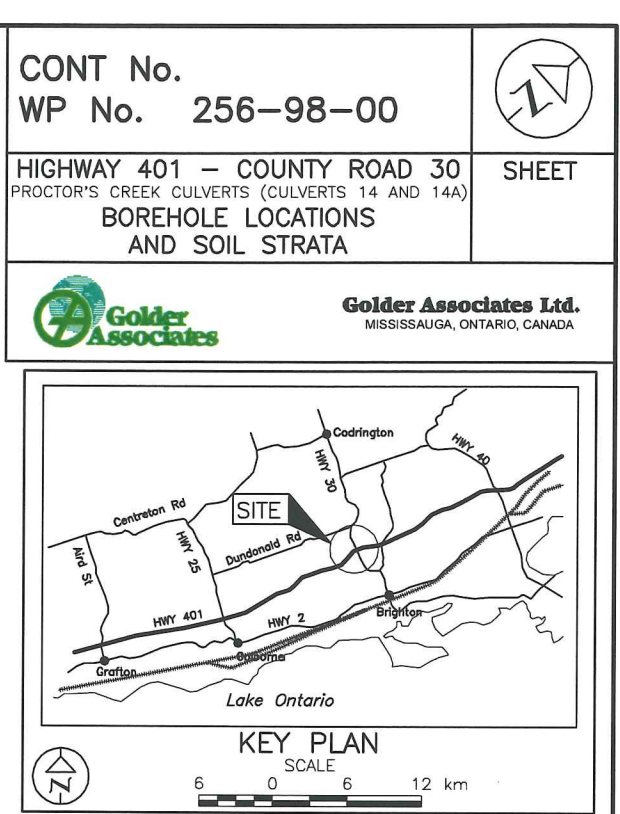 CONT No.
WP No. 256-98-00
N
HIGHWAY 401 - COUNTY ROAD 30
PROCTOR'S CREEK CULVERTS (CULVERTS 14 AND 14A)
BOREHOLE LOCATIONS
AND SOIL STRATA
SHEET
Golder
Associates
Golder Associates Ltd.
MISSISSAUGA, ONTARIO, CANADA
Codrington
HWY 30
HWY 40
Centreton Rd
SITE
Aird St
HWY 25
Dundonald Rd
HWY 401
HWY 2
Brighton
Grafton
Lake Ontario
KEY PLAN
SCALE
N
6 0 6 12 km